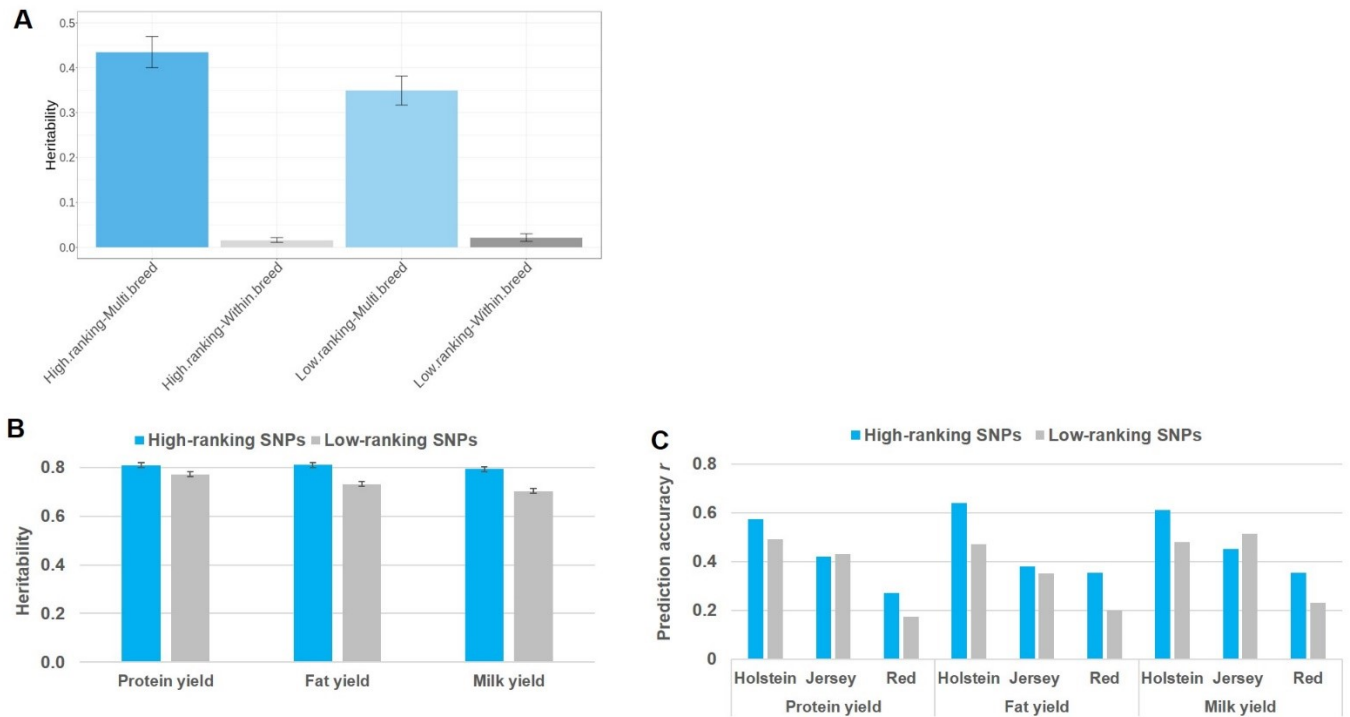 A
Heritability
0.5
0.4
0.3
0.2
0.1
0.0
High.ranking-Multi.breed
High.ranking-Within.breed
Low.ranking-Multi.breed
Low.ranking-Within.breed
B
High-ranking SNPs Low-ranking SNPs
Heritability
0.8
0.6
0.4
0.2
0.0
Protein yield Fat yield Milk yield
C
High-ranking SNPs Low-ranking SNPs
Prediction accuracy r
0.8
0.6
0.4
0.2
0
Holstein Jersey Red Holstein Jersey Red Holstein Jersey Red
Protein yield Fat yield Milk yield